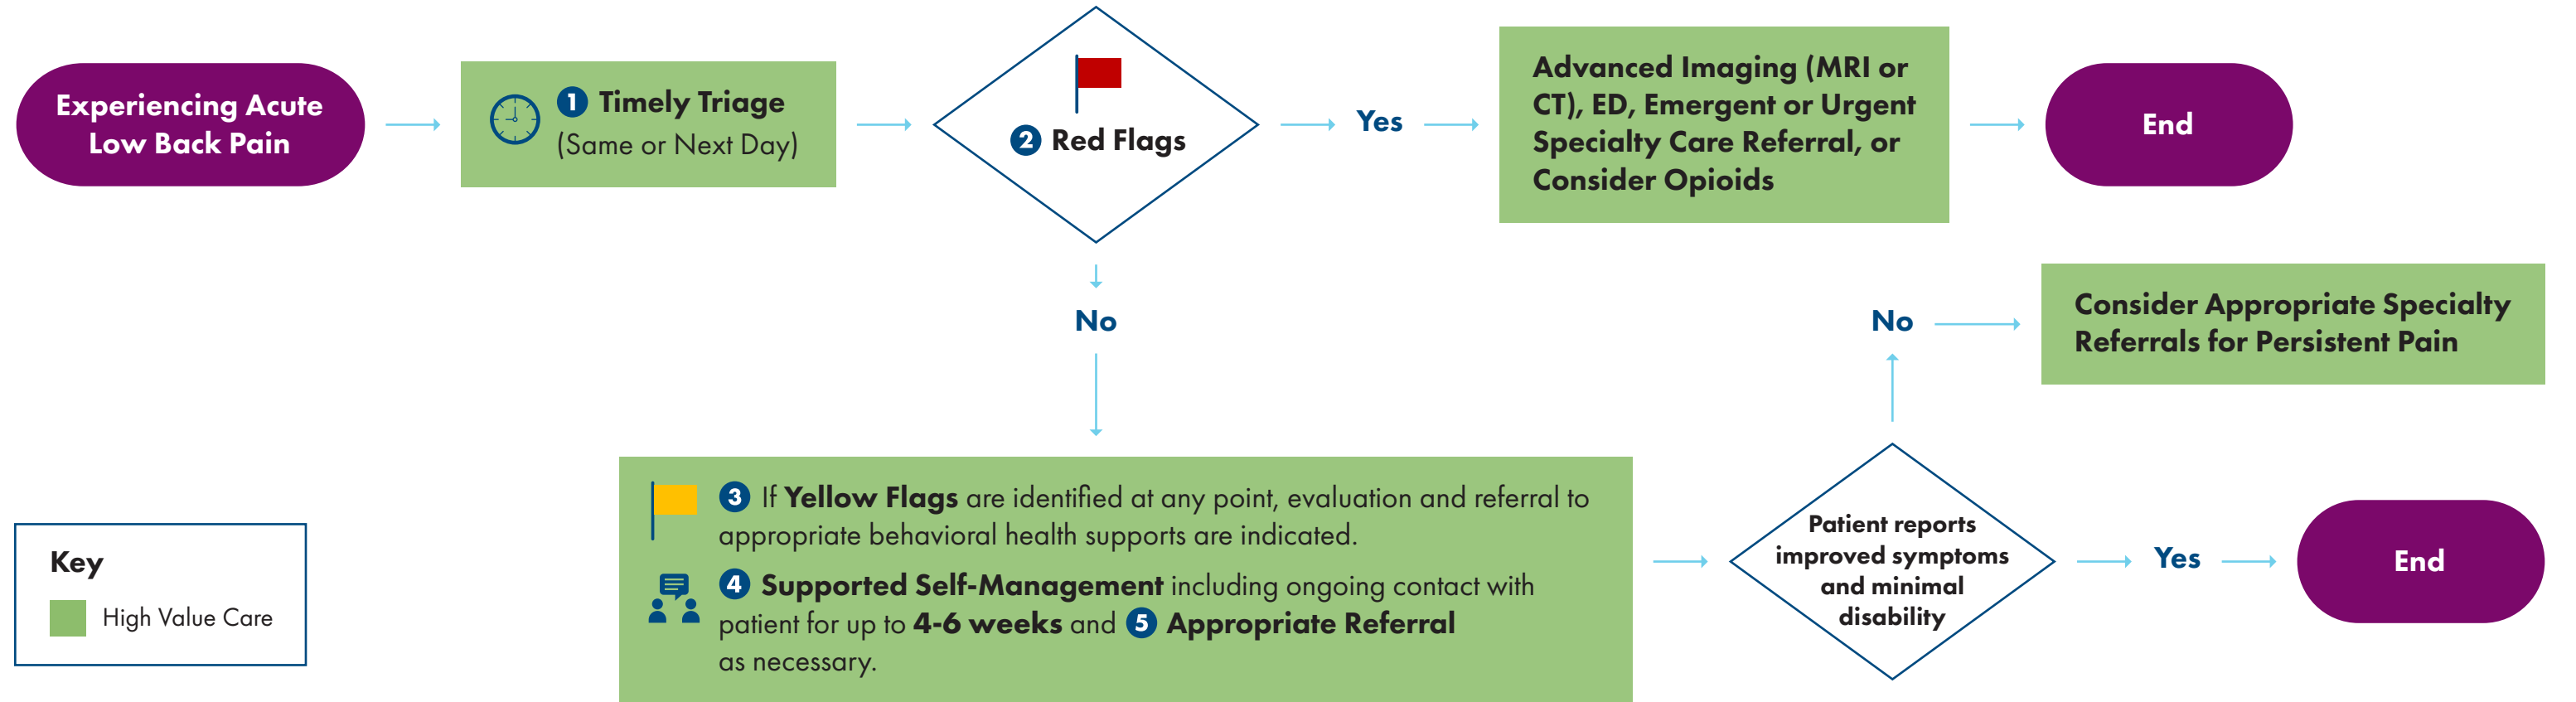 Experiencing Acute
Low Back Pain
1 Timely Triage
(Same or Next Day)
2 Red Flags
Yes
Advanced Imaging (MRI or
CT), ED, Emergent or Urgent
Specialty Care Referral, or
Consider Opioids
End
No
No
Consider Appropriate Specialty
Referrals for Persistent Pain
3 If Yellow Flags are identified at any point, evaluation and referral to
appropriate behavioral health supports are indicated.
4 Supported Self-Management including ongoing contact with
patient for up to 4-6 weeks and 5 Appropriate Referral
as necessary.
Patient reports
improved symptoms
and minimal
disability
Yes
End
Key
High Value Care